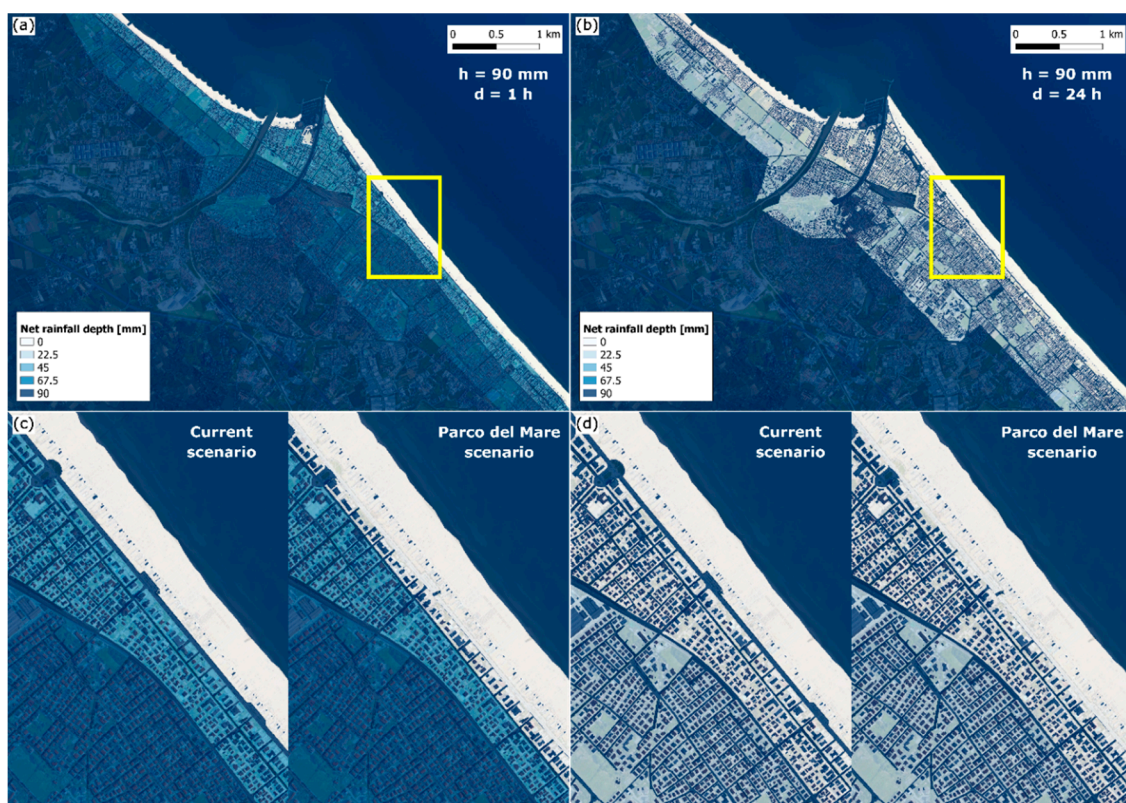 (a)
0 0.5 1 km
h = 90 mm
d = 1 h
Net rainfall depth [mm]
0
22.5
45
67.5
90
(b)
0 0.5 1 km
h = 90 mm
d = 24 h
Net rainfall depth [mm]
0
22.5
45
67.5
90
(c)
Current
scenario
Parco del Mare
scenario
(d)
Current
scenario
Parco del Mare
scenario